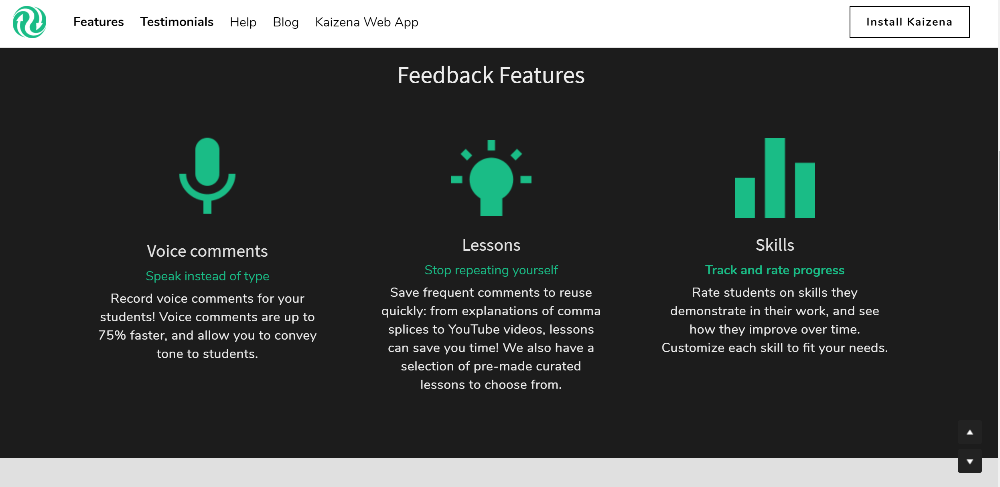 Features Testimonials Help Blog Kaizena Web App Install Kaizena
Feedback Features
Voice comments
Speak instead of type
Record voice comments for your
students! Voice comments are up to
75% faster, and allow you to convey
tone to students.
Lessons
Stop repeating yourself
Save frequent comments to reuse
quickly: from explanations of comma
splices to YouTube videos, lessons
can save you time! We also have a
selection of pre-made curated
lessons to choose from.
Skills
Track and rate progress
Rate students on skills they
demonstrate in their work, and see
how they improve over time.
Customize each skill to fit your needs.